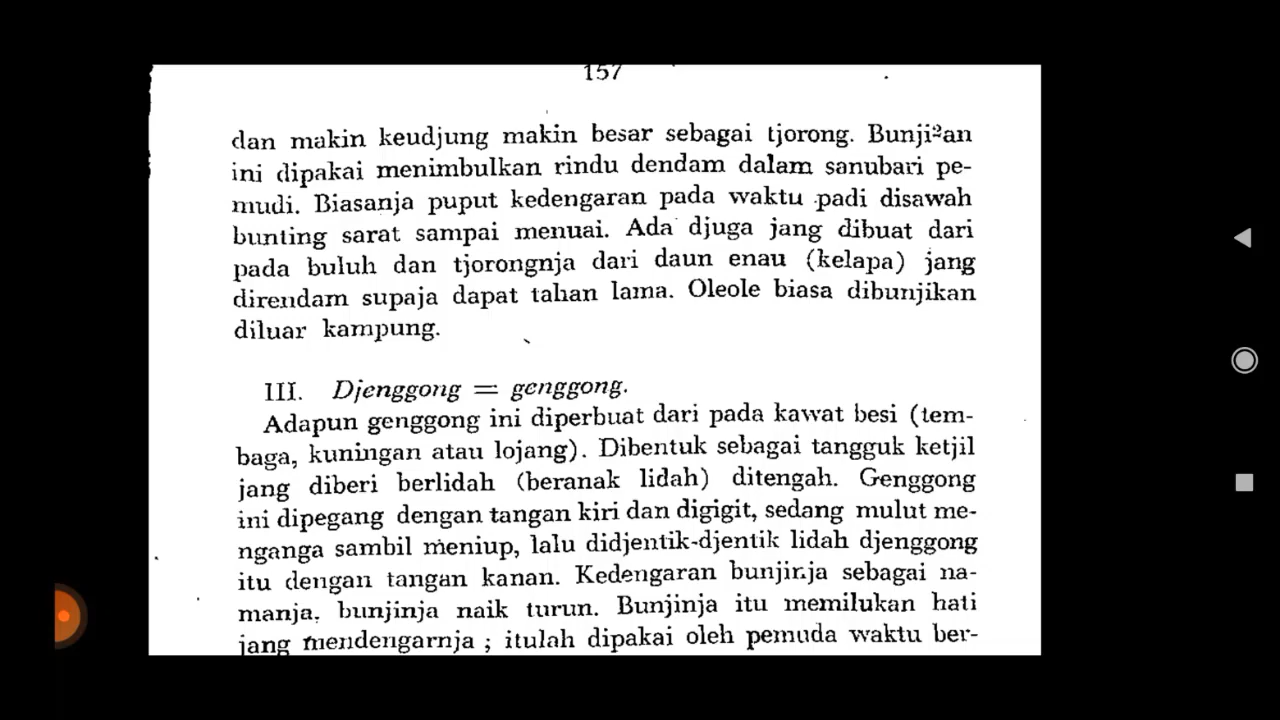 157
dan makin keudjung makin besar sebagai tjorong. Bunji²an
ini dipakai menimbulkan rindu dendam dalam sanubari pe-
mudi. Biasanja puput kedengaran pada waktu padi disawah
bunting sarat sampai menuai. Ada djuga jang dibuat dari
pada buluh dan tjorongnja dari daun enau (kelapa) jang
direndam supaja dapat tahan lama. Oleole biasa dibunjikan
diluar kampung.
III. Djenggong = genggong.
Adapun genggong ini diperbuat dari pada kawat besi (tem-
baga, kuningan atau lojang). Dibentuk sebagai tangguk ketjil
jang diberi berlidah (beranak lidah) ditengah. Genggong
ini dipegang dengan tangan kiri dan digigit, sedang mulut me-
nganga sambil meniup, lalu didjentik-djentik lidah djenggong
itu dengan tangan kanan. Kedengaran bunjinja sebagai na-
manja, bunjinja naik turun. Bunjinja itu memilukan hati
jang mendengarnja ; itulah dipakai oleh pemuda waktu ber-